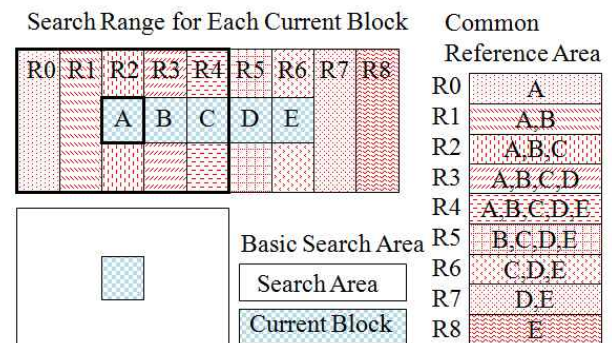 Search Range for Each Current Block
R0 R1 R2 R3 R4 R5 R6 R7 R8
A B C D E
Basic Search Area
Search Area
Current Block
Common
Reference Area
R0 A
R1 A,B
R2 A,B,C
R3 A,B,C,D
R4 A,B,C,D,E
R5 B,C,D,E
R6 C,D,E
R7 D,E
R8 E